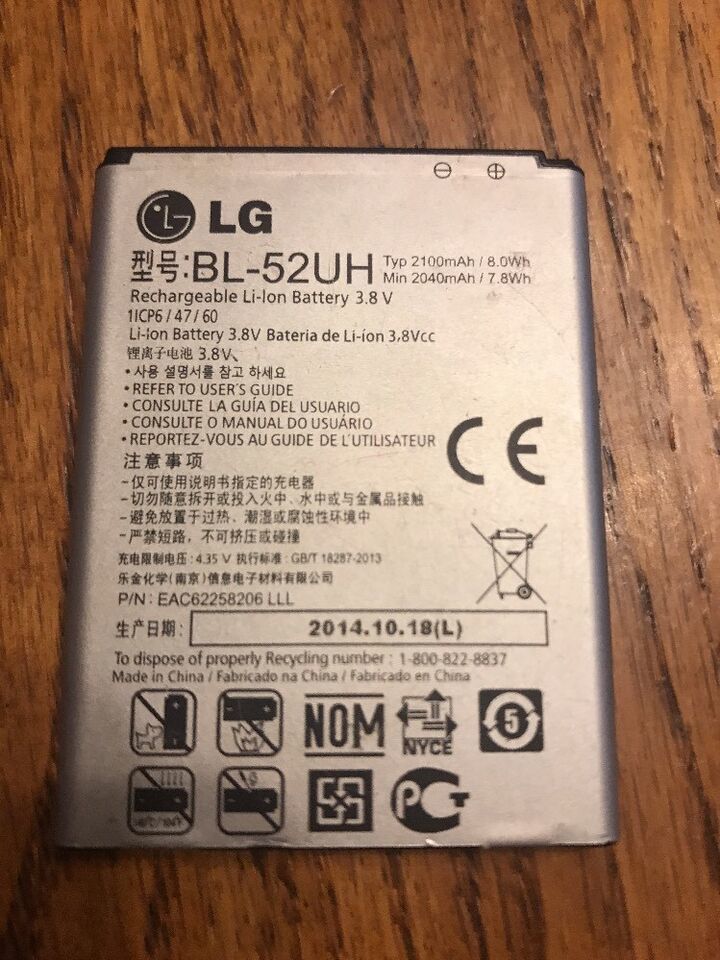 LG
型号:BL-52UH Typ 2100mAh / 8.0Wh
Min 2040mAh / 7.8Wh
Rechargeable Li-Ion Battery 3.8 V
1ICP6 / 47 / 60
Li-ion Battery 3.8V Bateria de Li-íon 3,8Vcc
锂离子电池 3.8V
• 사용 설명서를 참고 하세요
• REFER TO USER'S GUIDE
• CONSULTE LA GUÍA DEL USUARIO
• CONSULTE O MANUAL DO USUÁRIO
• REPORTEZ-VOUS AU GUIDE DE L'UTILISATEUR
CE
注意事项
-仅可使用说明书指定的充电器
-切勿随意拆开或投入火中、水中或与金属品接触
-避免放置于过热、潮湿或腐蚀性环境中
-严禁短路，不可挤压或碰撞
充电限制电压 : 4.35 V 执行标准 : GB/T 18287-2013
乐金化学(南京)信息电子材料有限公司
P/N : EAC62258206 LLL
生产日期: 2014.10.18(L)
To dispose of properly Recycling number : 1-800-822-8837
Made in China / Fabricado na China / Fabricado en China
NOM NYCE 5